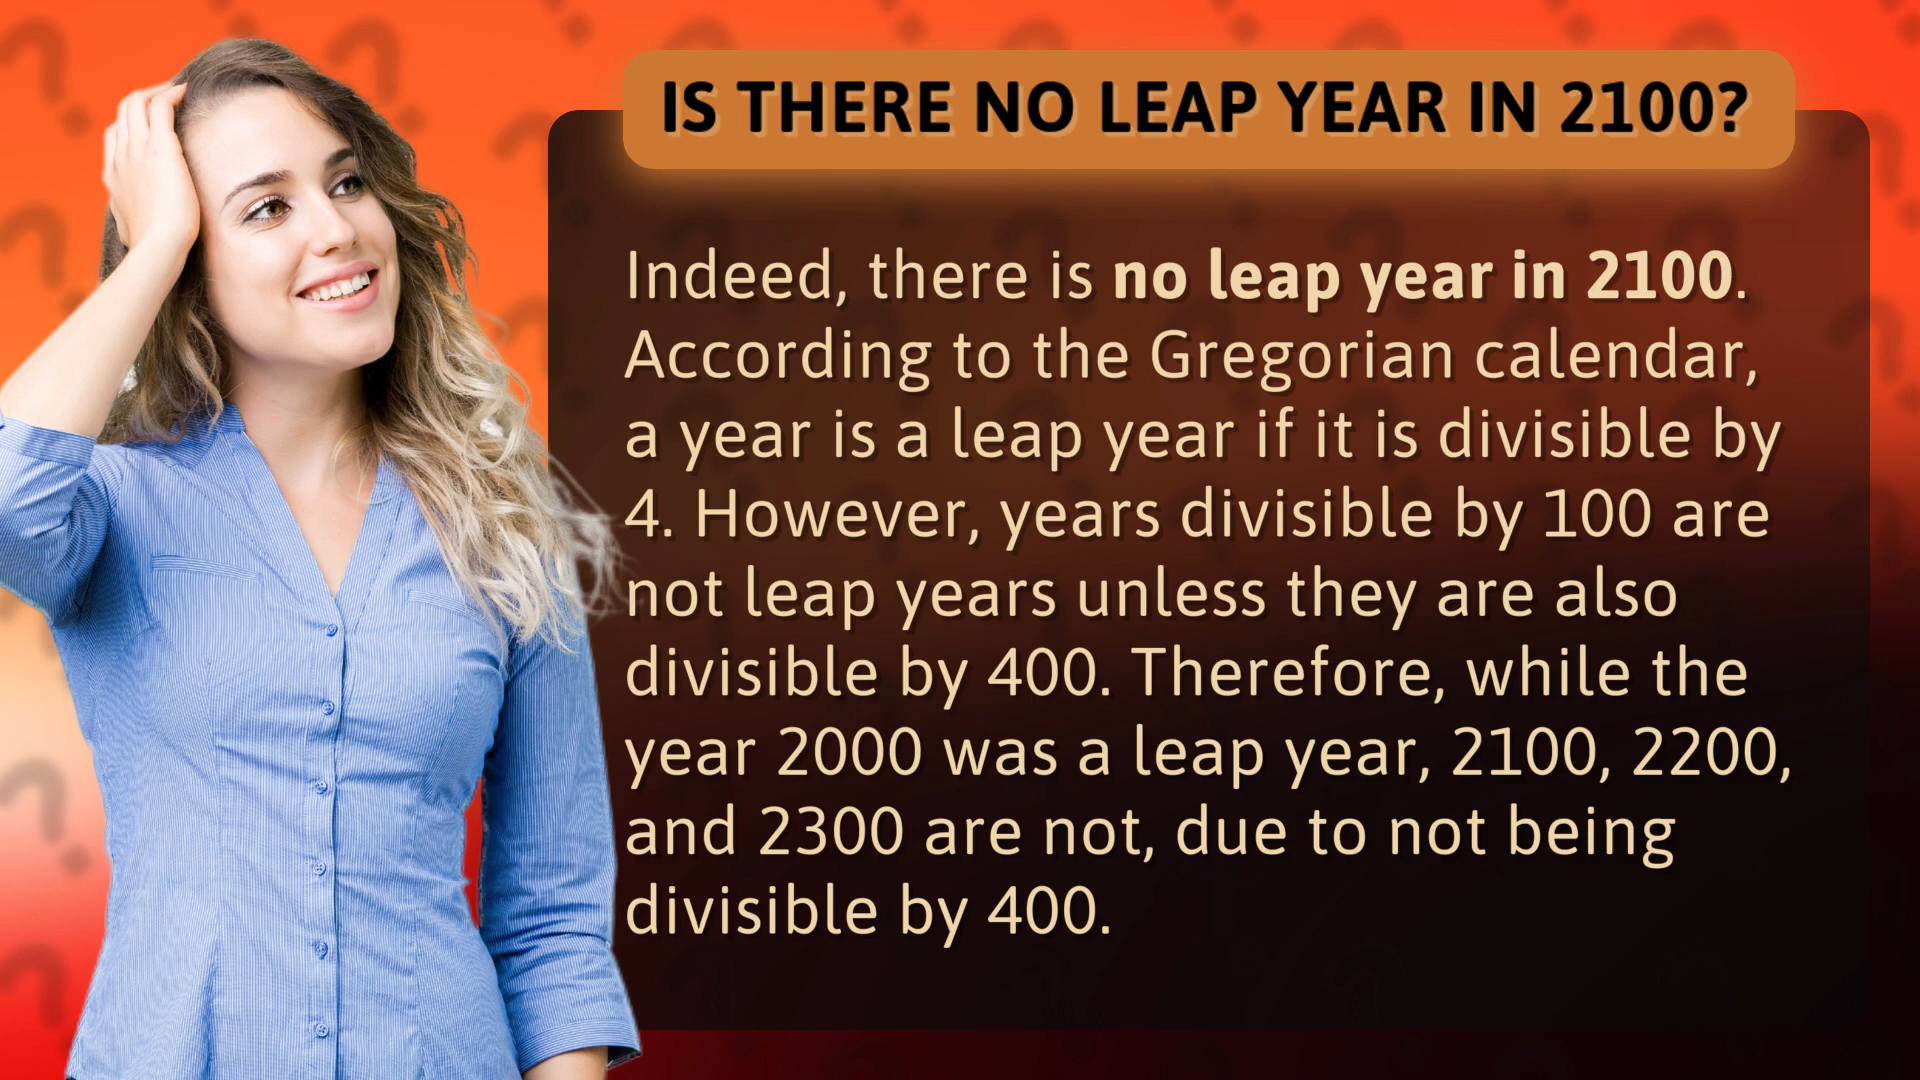 IS THERE NO LEAP YEAR IN 2100?
Indeed, there is no leap year in 2100.
According to the Gregorian calendar,
a year is a leap year if it is divisible by
4. However, years divisible by 100 are
not leap years unless they are also
divisible by 400. Therefore, while the
year 2000 was a leap year, 2100, 2200,
and 2300 are not, due to not being
divisible by 400.